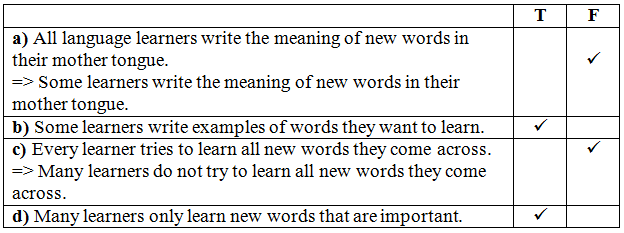 T F
a) All language learners write the meaning of new words in
their mother tongue.
=> Some learners write the meaning of new words in their
mother tongue.
✓
b) Some learners write examples of words they want to learn. ✓
c) Every learner tries to learn all new words they come across. ✓
=> Many learners do not try to learn all new words they come
across.
d) Many learners only learn new words that are important. ✓